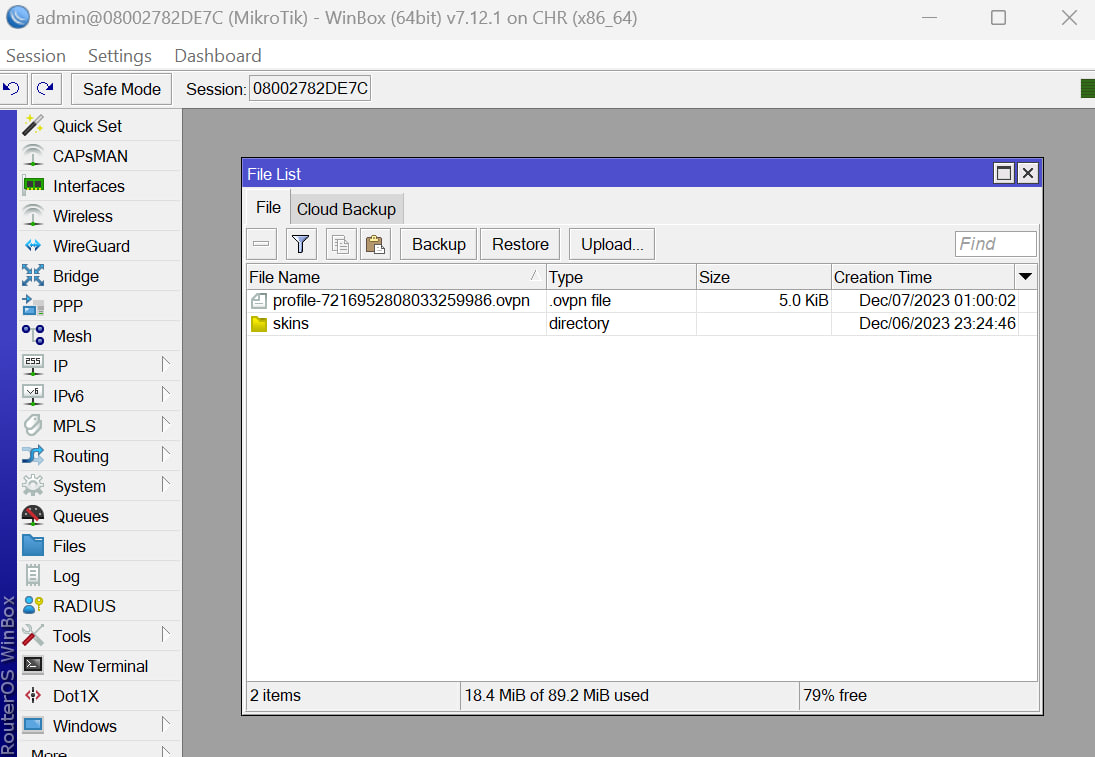 admin@08002782DE7C (MikroTik) - WinBox (64bit) v7.12.1 on CHR (x86_64)
Session Settings Dashboard
Safe Mode Session: 08002782DE7C
Quick Set
CAPsMAN
Interfaces
Wireless
WireGuard
Bridge
PPP
Mesh
255 IP
v6 IPv6
MPLS
Routing
System
Queues
Files
Log
RADIUS
Tools
New Terminal
Dot1X
Windows
More
RouterOS WinBox
File List
File Cloud Backup
Backup Restore Upload... Find
File Name Type Size Creation Time
profile-7216952808033259986.ovpn .ovpn file 5.0 KiB Dec/07/2023 01:00:02
skins directory Dec/06/2023 23:24:46
2 items 18.4 MiB of 89.2 MiB used 79% free